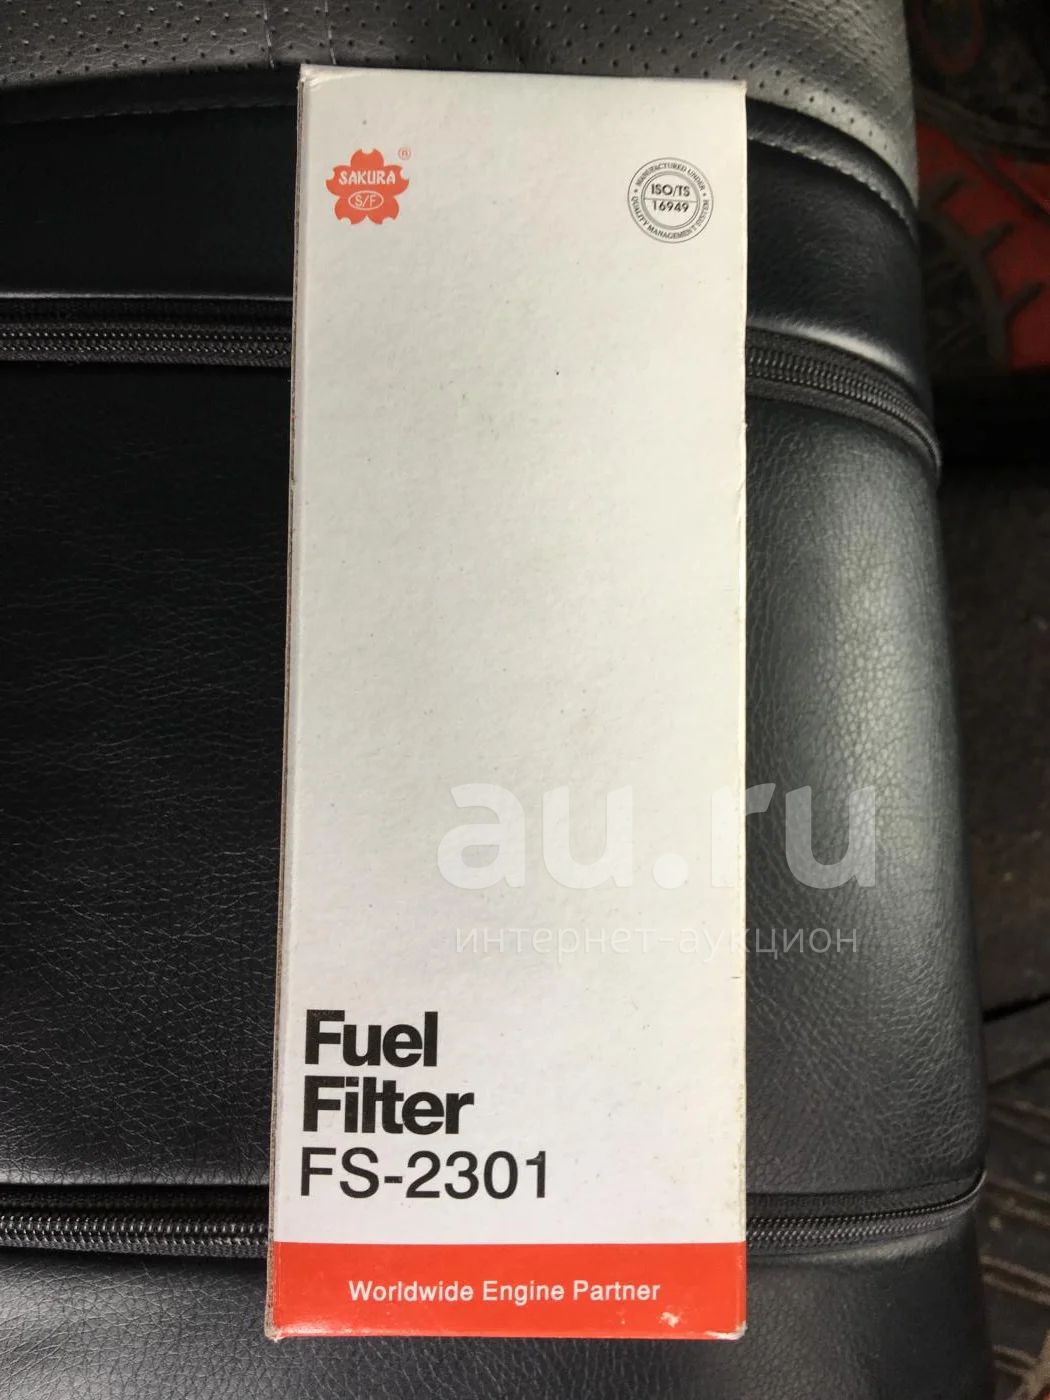 SAKURA ®
S/F
MANUFACTURED UNDER
ISO/TS
16949
QUALITY MANAGEMENT SYSTEM
au.ru
интернет-аукцион
Fuel
Filter
FS-2301
Worldwide Engine Partner